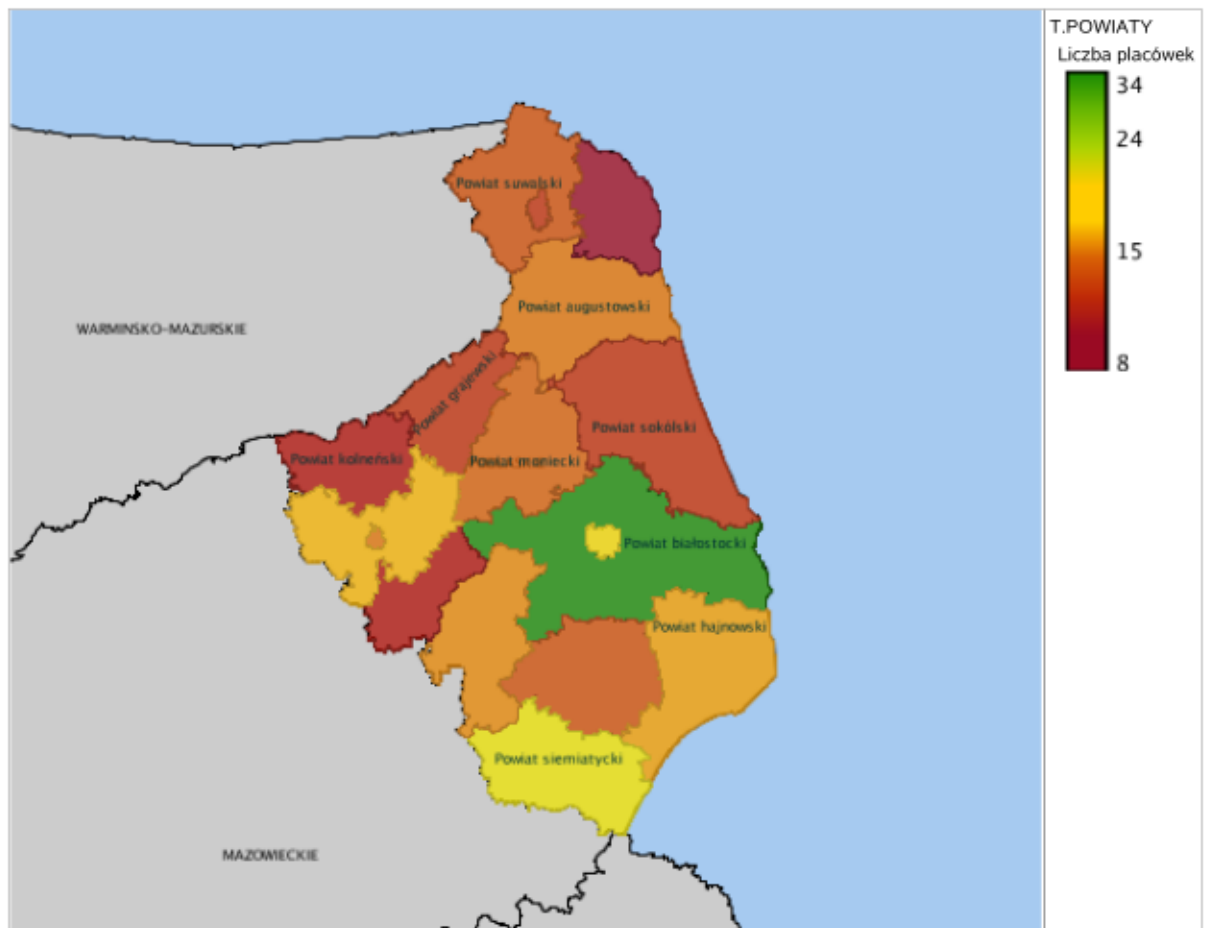 T.POWIATY
Liczba placówek
34
24
15
8
Powiat suwalski
Powiat augustowski
WARMIŃSKO-MAZURSKIE
Powiat grajewski
Powiat sokólski
Powiat kolneński
Powiat moniecki
Powiat białostocki
Powiat hajnowski
Powiat siemiatycki
MAZOWIECKIE